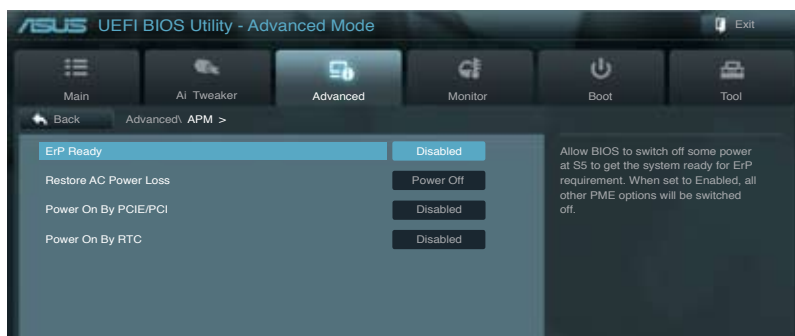 ASUS UEFI BIOS Utility - Advanced Mode
Exit
Main
Ai Tweaker
Advanced
Monitor
Boot
Tool
Back
Advanced\ APM >
ErP Ready
Disabled
Restore AC Power Loss
Power Off
Power On By PCIE/PCI
Disabled
Power On By RTC
Disabled
Allow BIOS to switch off some power
at S5 to get the system ready for ErP
requirement. When set to Enabled, all
other PME options will be switched
off.